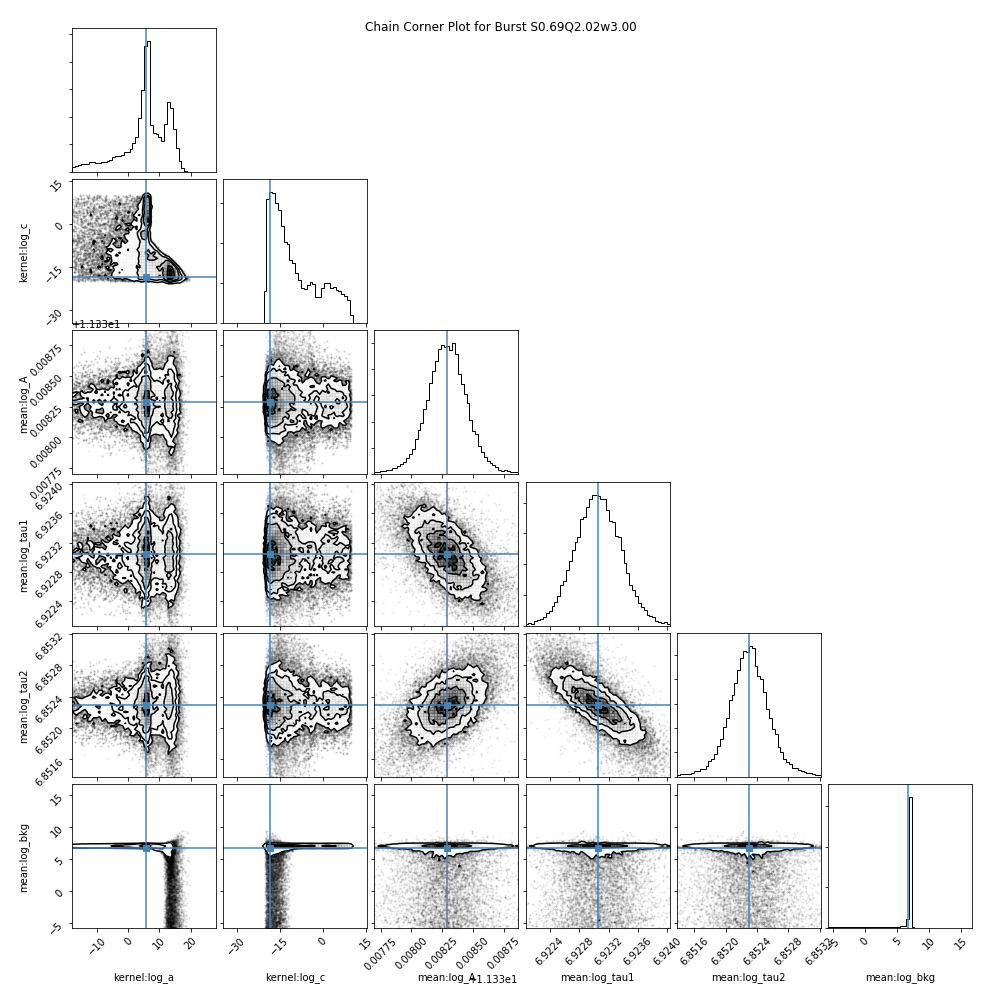 Chain Corner Plot for Burst S0.69Q2.02w3.00
15
0
−15
−30
kernel:log_c
+1.133e1
0.00875
0.00850
0.00825
0.00800
0.00775
mean:log_A
6.9240
6.9236
6.9232
6.9228
6.9224
mean:log_tau1
6.8532
6.8528
6.8524
6.8520
6.8516
mean:log_tau2
15
10
5
0
−5
mean:log_bkg
−10 0 10 20
−30 −15 0 15
0.00775 0.00800 0.00825 0.00850 0.00875
6.9224 6.9228 6.9232 6.9236 6.9240
6.8516 6.8520 6.8524 6.8528 6.8532
0 5 10 15
kernel:log_a kernel:log_c mean:log_A +1.133e1 mean:log_tau1 mean:log_tau2 mean:log_bkg